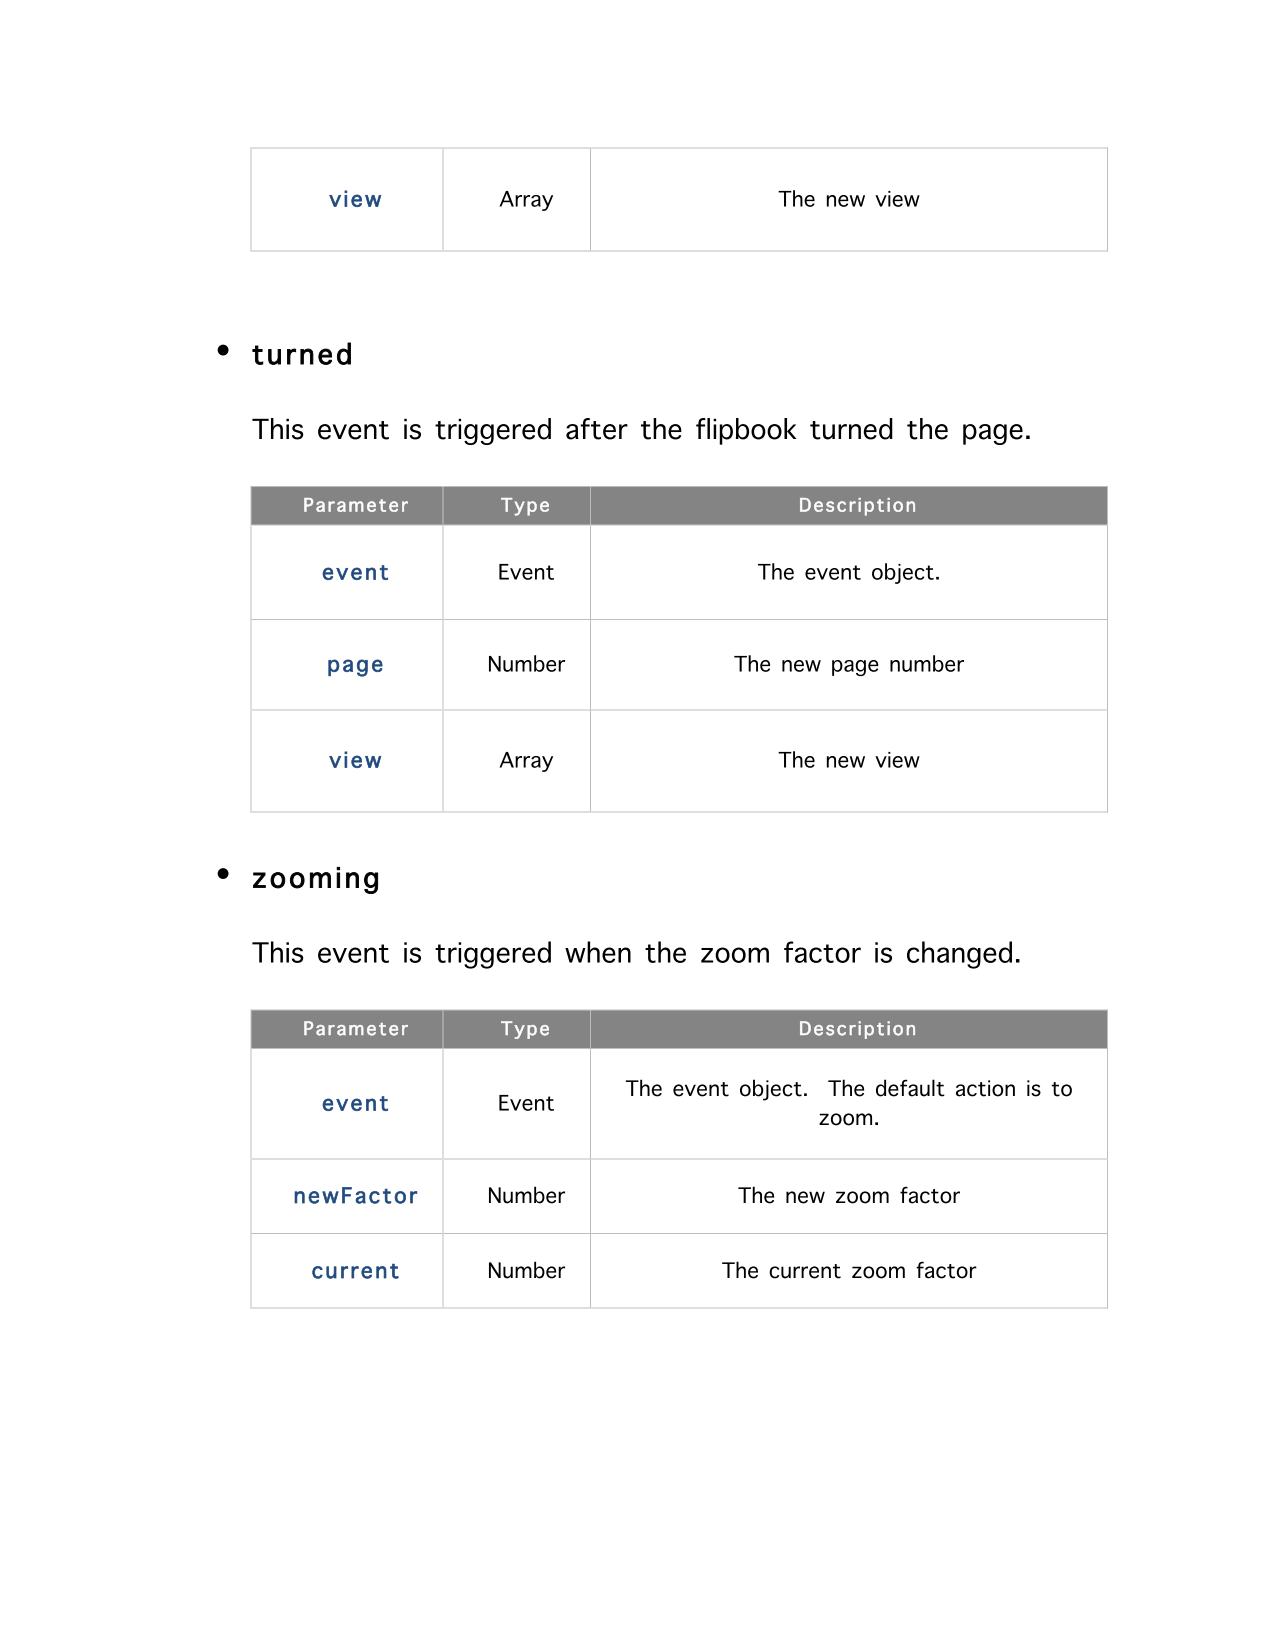 view Array The new view
• turned
This event is triggered after the flipbook turned the page.
Parameter Type Description
event Event The event object.
page Number The new page number
view Array The new view
• zooming
This event is triggered when the zoom factor is changed.
Parameter Type Description
event Event The event object. The default action is to
zoom.
newFactor Number The new zoom factor
current Number The current zoom factor